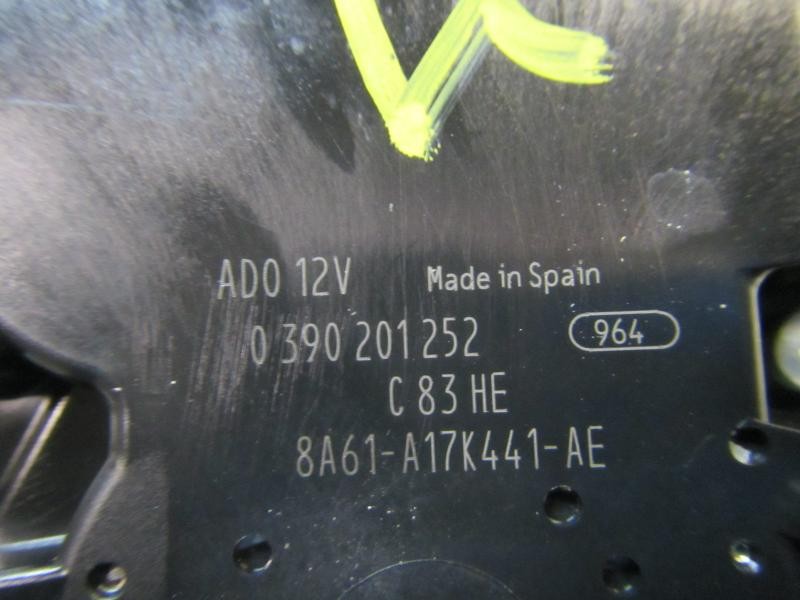 ADO 12V Made in Spain
0 390 201 252 964
C 83 HE
8A61-A17K441-AE